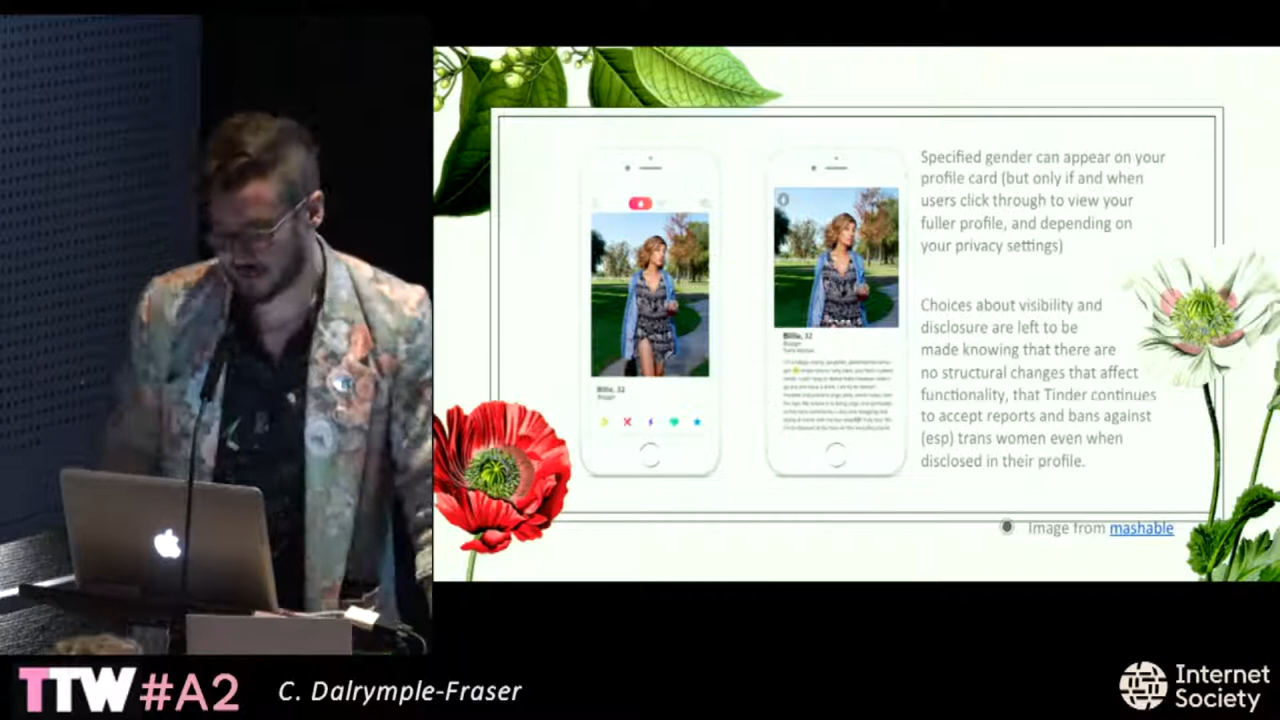 Specified gender can appear on your
profile card (but only if and when
users click through to view your
fuller profile, and depending on
your privacy settings)
Choices about visibility and
disclosure are left to be
made knowing that there are
no structural changes that affect
functionality, that Tinder continues
to accept reports and bans against
(esp) trans women even when
disclosed in their profile.
Billie, 32
Blogger
Billie, 32
Blogger
Trans Woman
Image from mashable
TTW#A2
C. Dalrymple-Fraser
Internet
Society